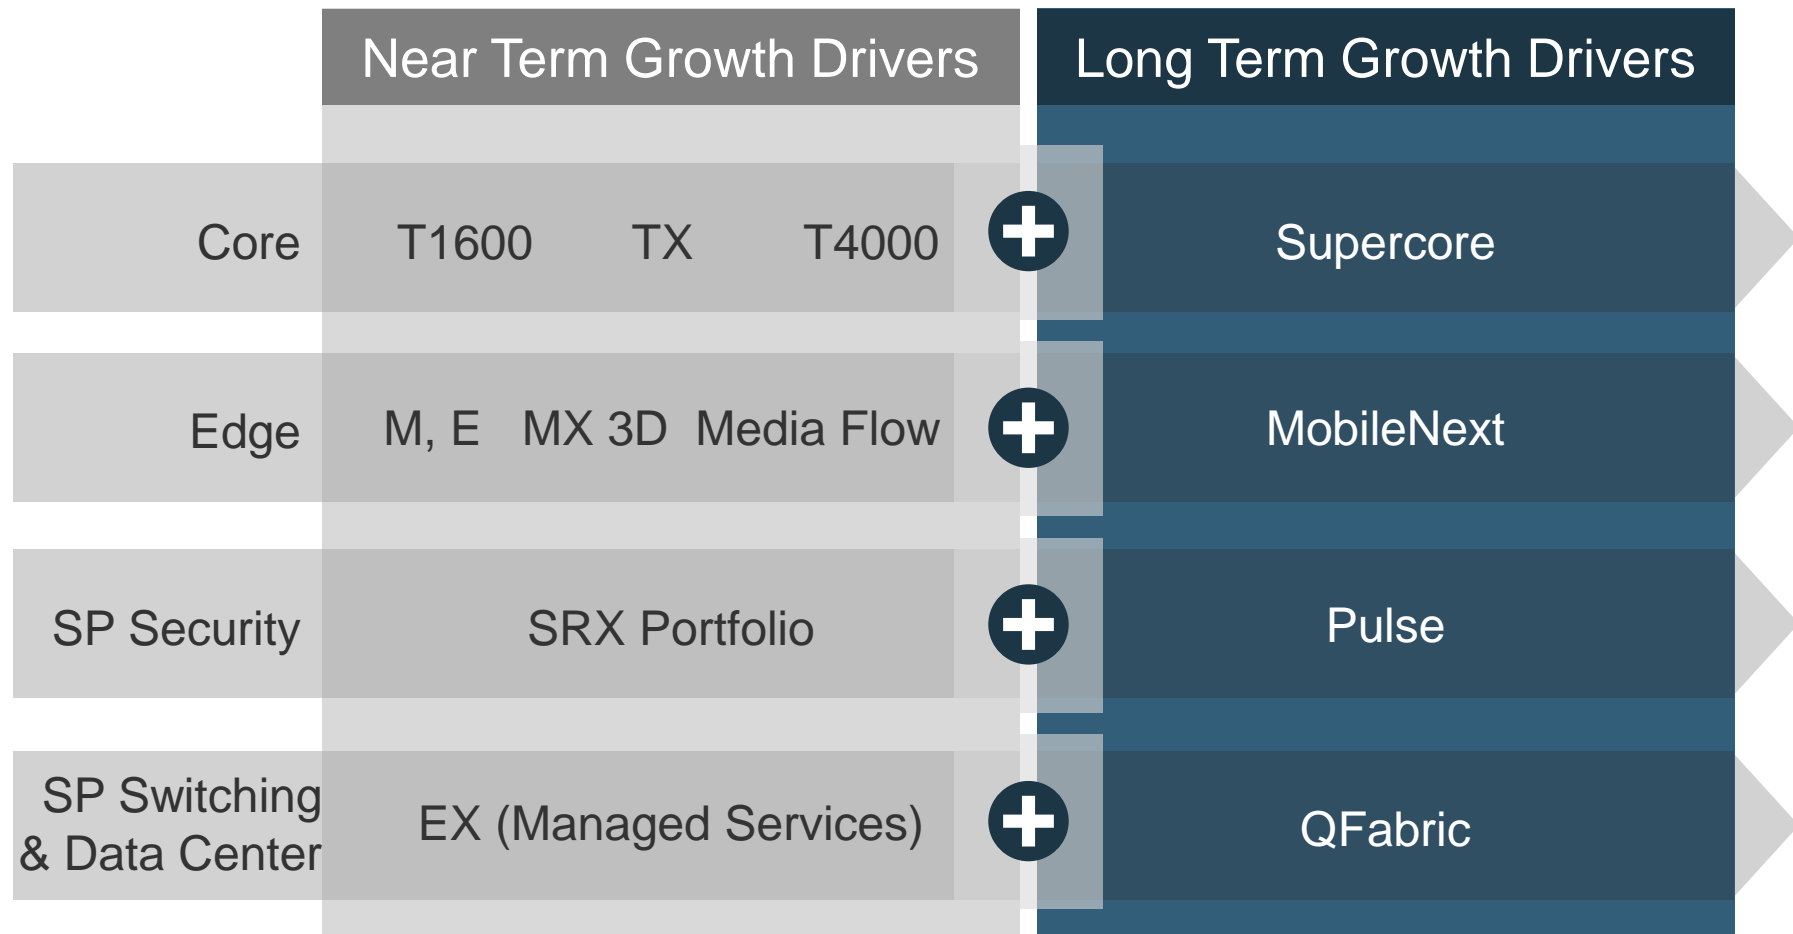 Near Term Growth Drivers Long Term Growth Drivers
Core T1600 TX T4000 Supercore
Edge M, E MX 3D Media Flow MobileNext
SP Security SRX Portfolio Pulse
SP Switching
& Data Center EX (Managed Services) QFabric